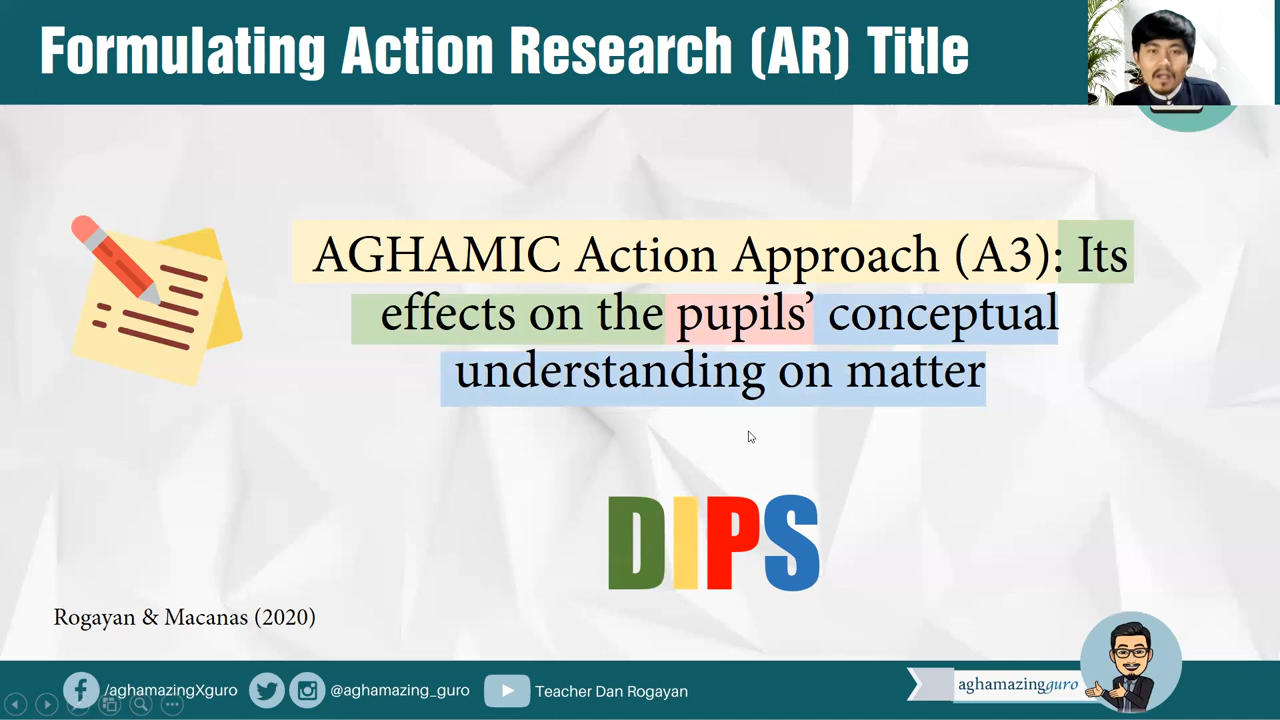 Formulating Action Research (AR) Title
AGHAMIC Action Approach (A3): Its
effects on the pupils’ conceptual
understanding on matter
DIPS
Rogayan & Macanas (2020)
/aghamazingXguro
@aghamazing_guro
Teacher Dan Rogayan
aghamazingguro